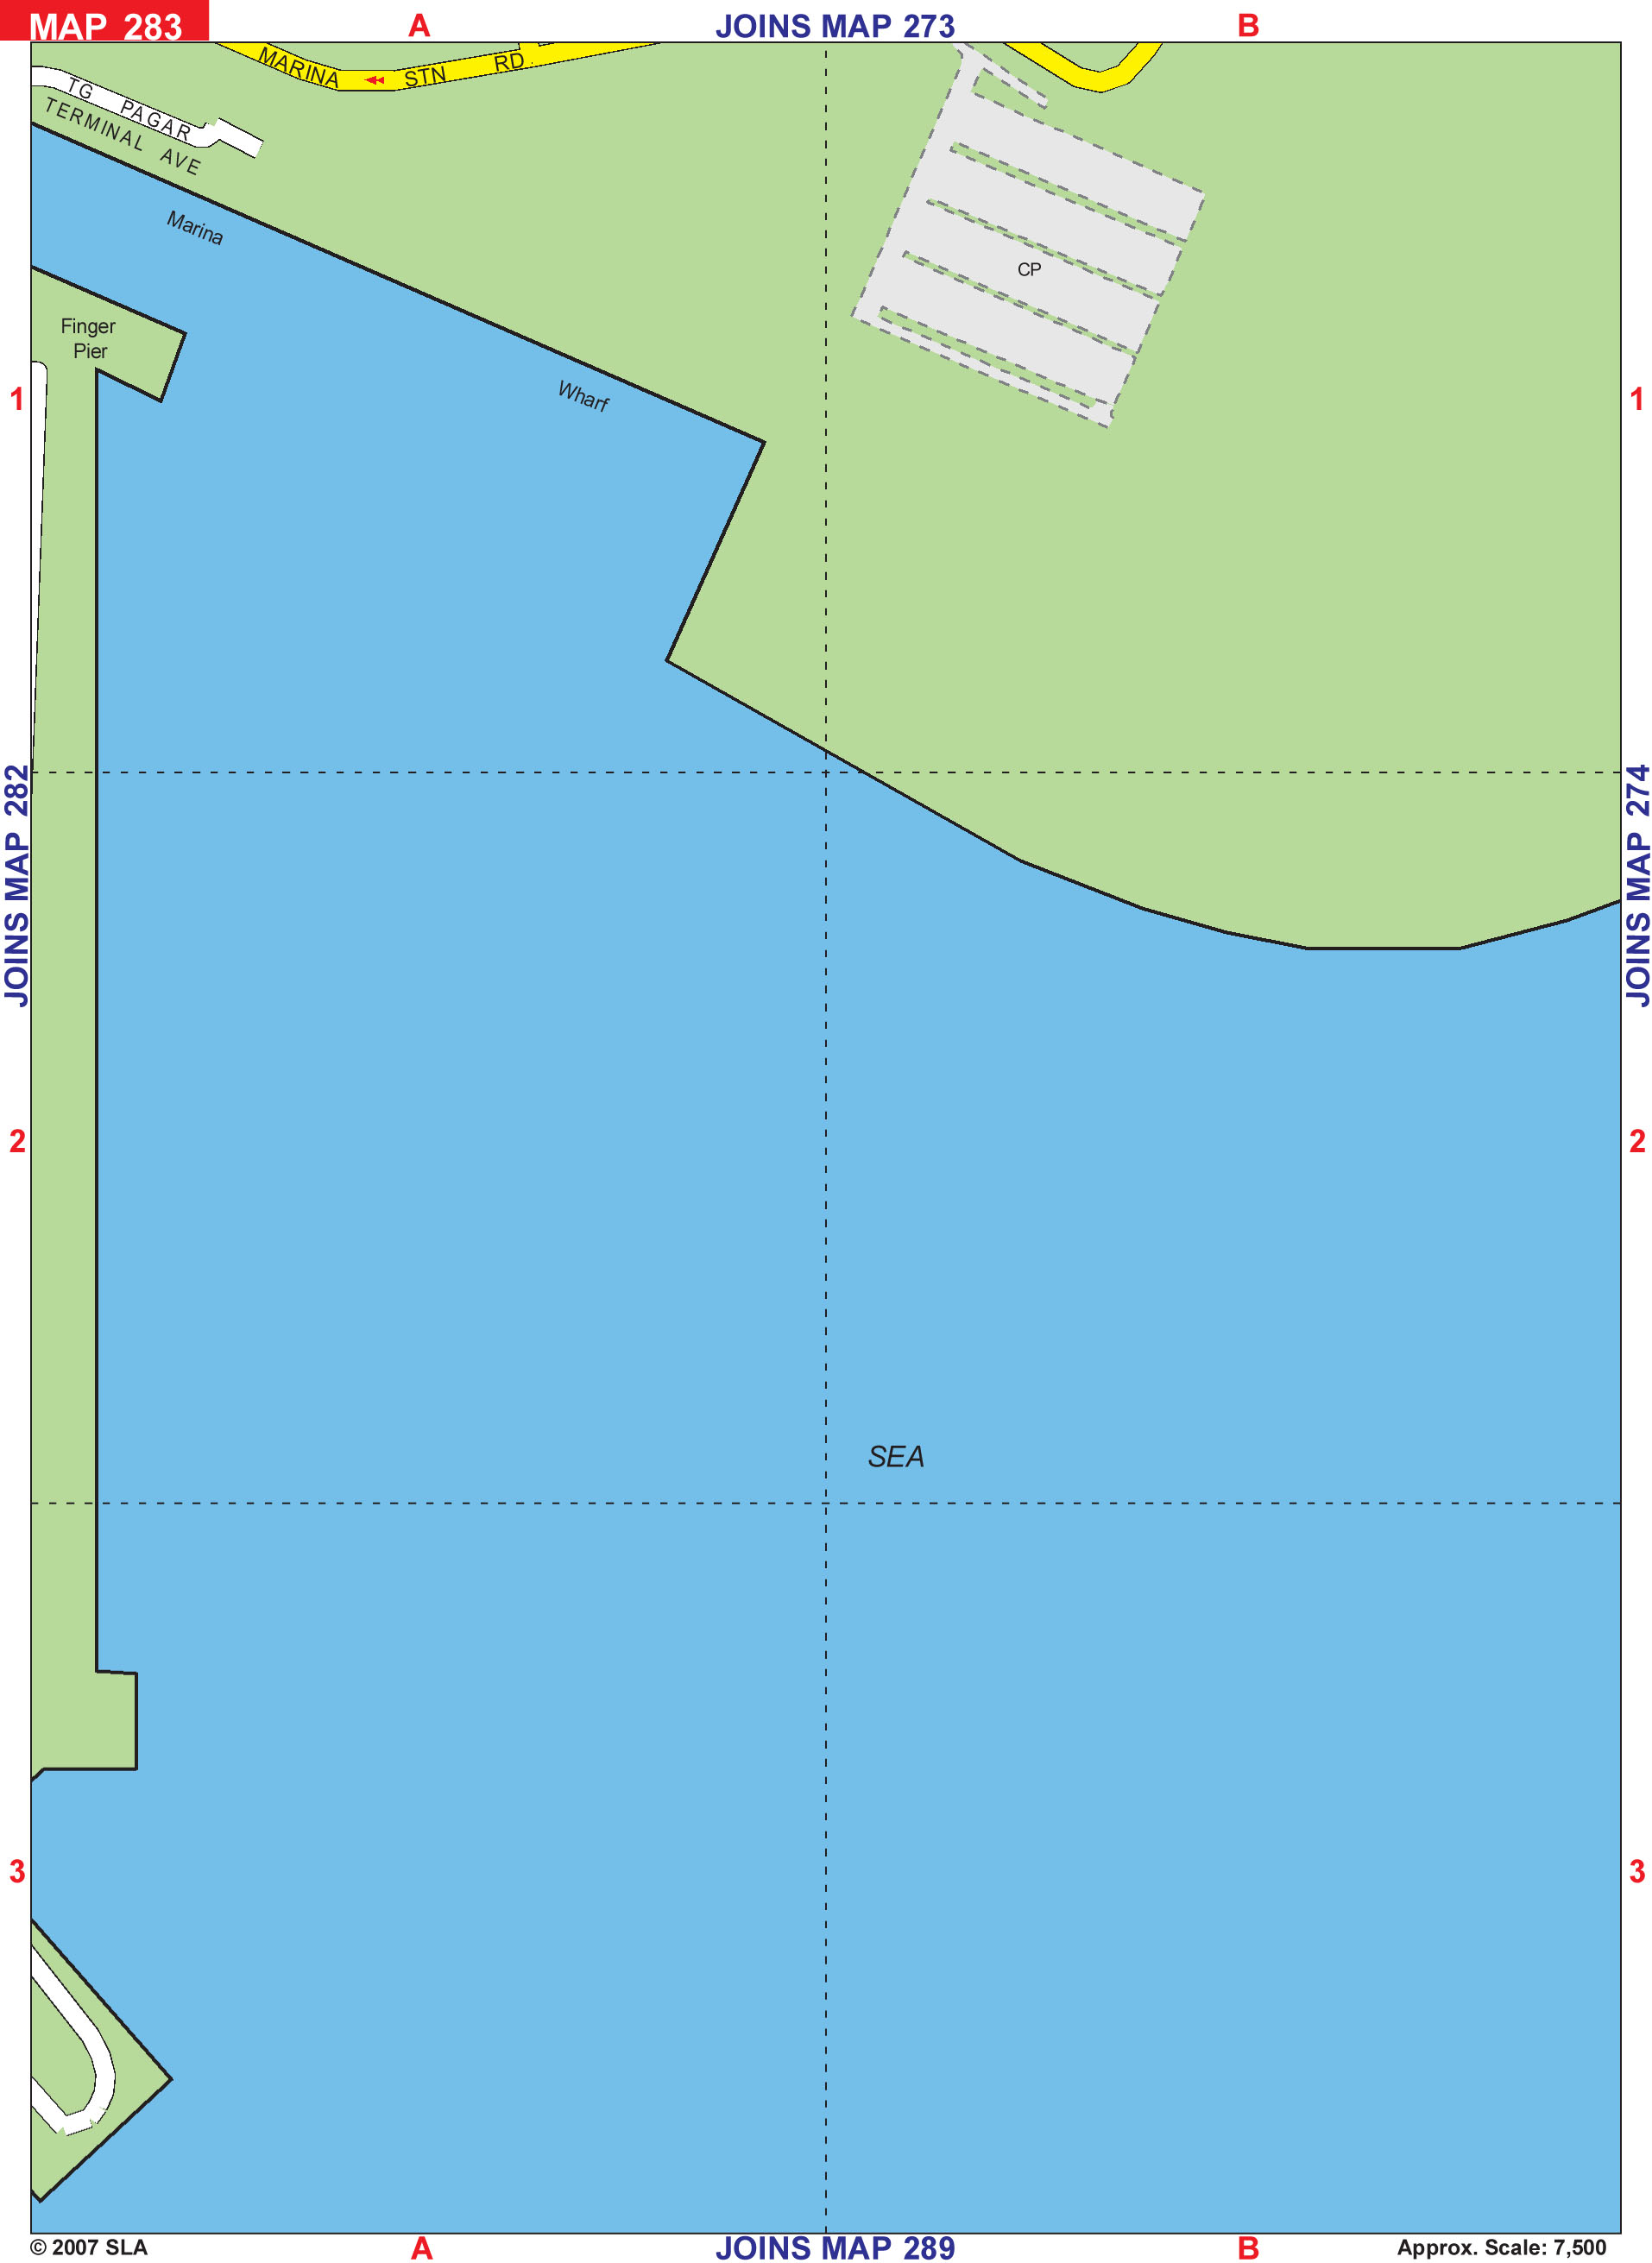 MAP 283
A
JOINS MAP 273
B
MARINA STN RD
TG PAGAR
TERMINAL AVE
Marina
Wharf
CP
Finger
Pier
1
1
JOINS MAP 282
JOINS MAP 274
2
2
SEA
3
3
© 2007 SLA
A
JOINS MAP 289
B
Approx. Scale: 7,500